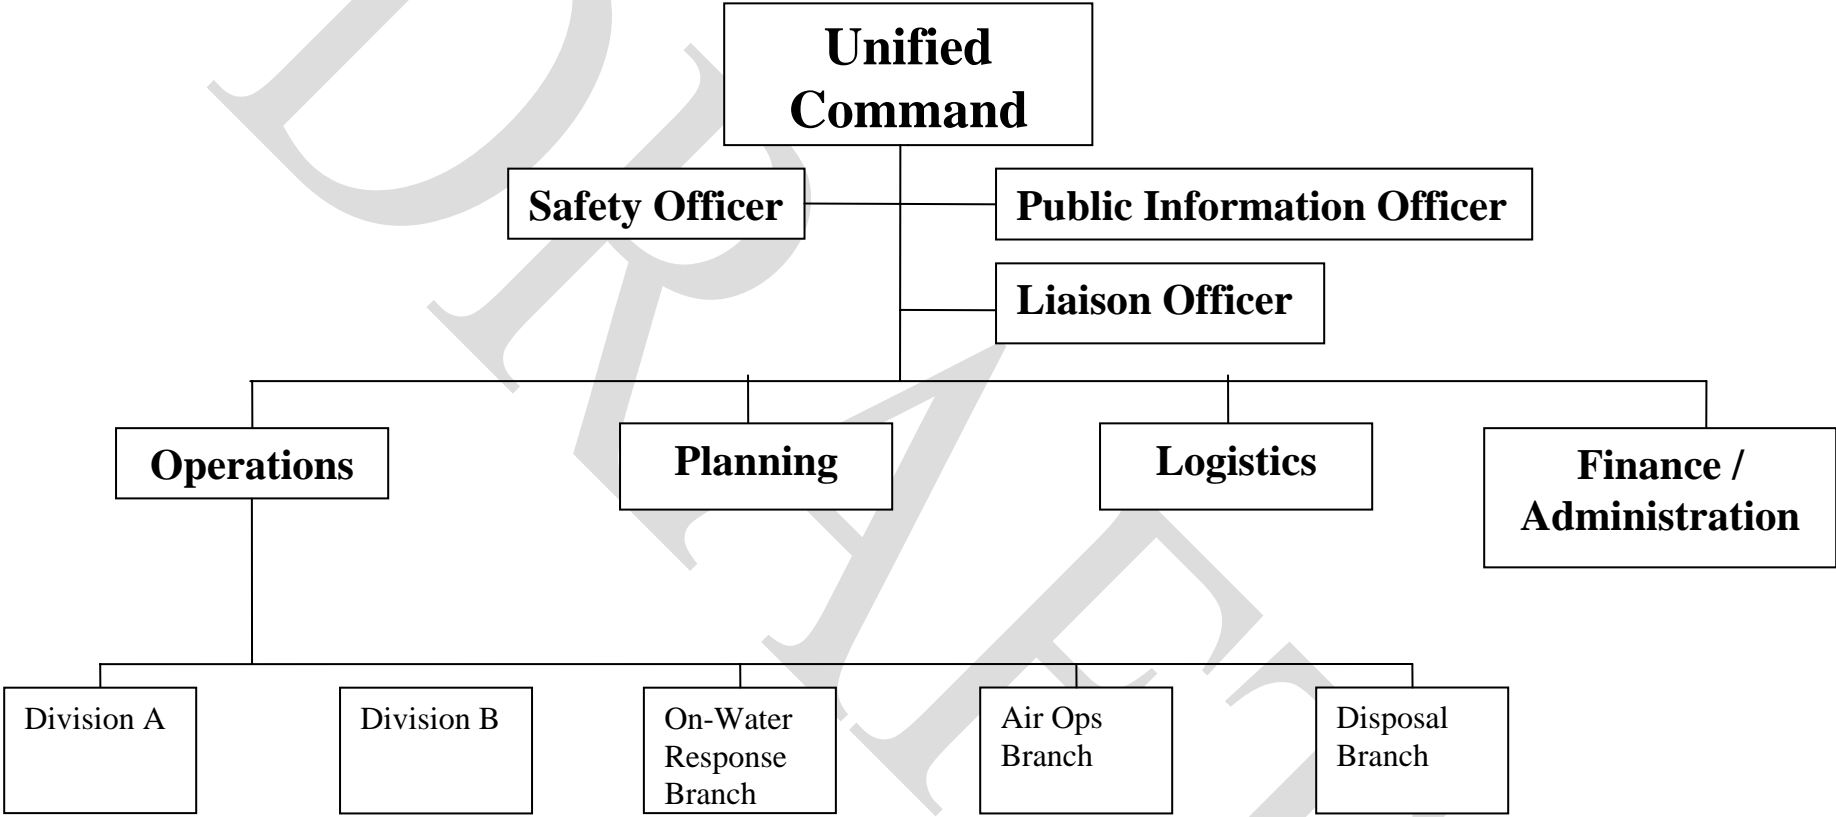 Unified
Command
Safety Officer
Public Information Officer
Liaison Officer
Operations
Planning
Logistics
Finance /
Administration
Division A
Division B
On-Water
Response
Branch
Air Ops
Branch
Disposal
Branch
DRAFT